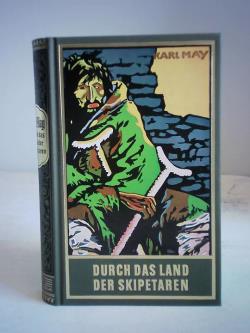 KARL MAY
DURCH DAS LAND
DER SKIPETAREN